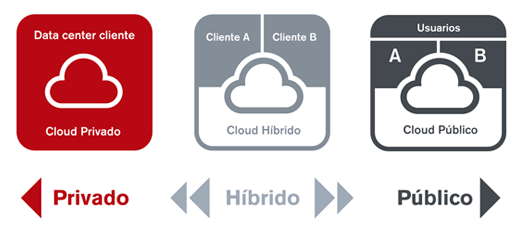 Data center cliente
Cloud Privado
Cliente A
Cliente B
Cloud Híbrido
Usuarios
A
B
Cloud Público
Privado
Híbrido
Público